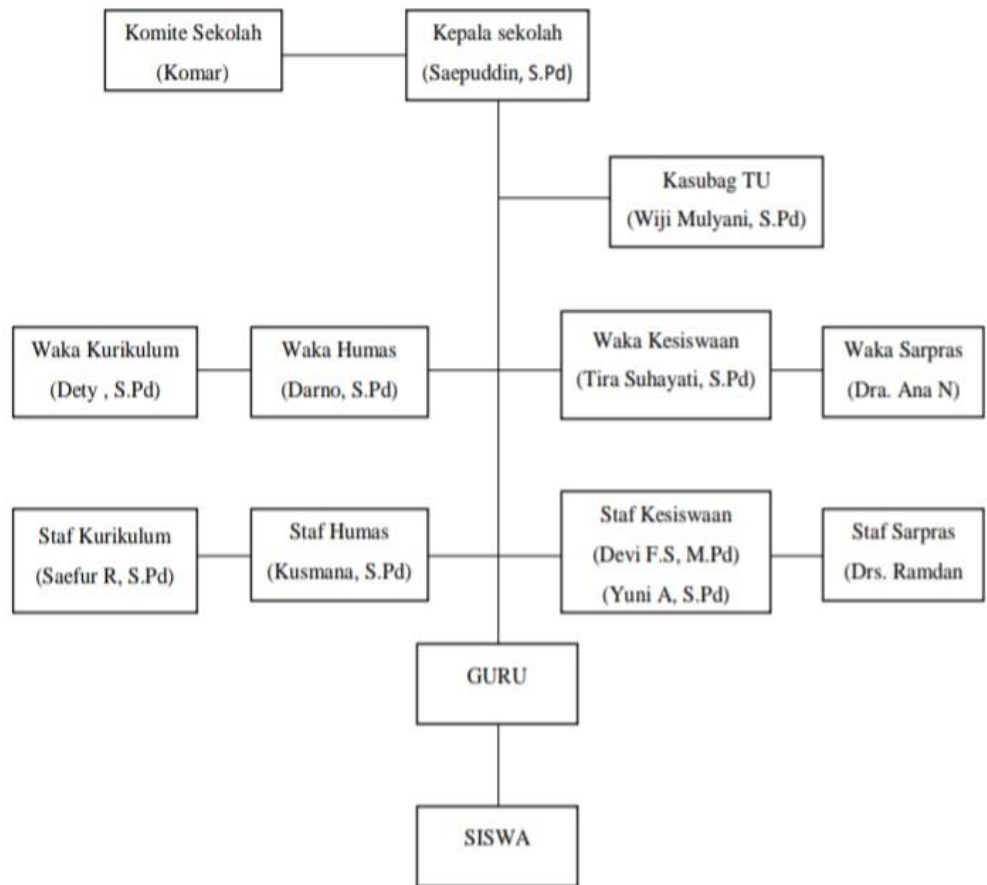 Komite Sekolah
(Komar)
Kepala sekolah
(Saepuddin, S.Pd)
Kasubag TU
(Wiji Mulyani, S.Pd)
Waka Kurikulum
(Dety , S.Pd)
Waka Humas
(Darno, S.Pd)
Waka Kesiswaan
(Tira Suhayati, S.Pd)
Waka Sarpras
(Dra. Ana N)
Staf Kurikulum
(Saefur R, S.Pd)
Staf Humas
(Kusmana, S.Pd)
Staf Kesiswaan
(Devi F.S, M.Pd)
(Yuni A, S.Pd)
Staf Sarpras
(Drs. Ramdan
GURU
SISWA